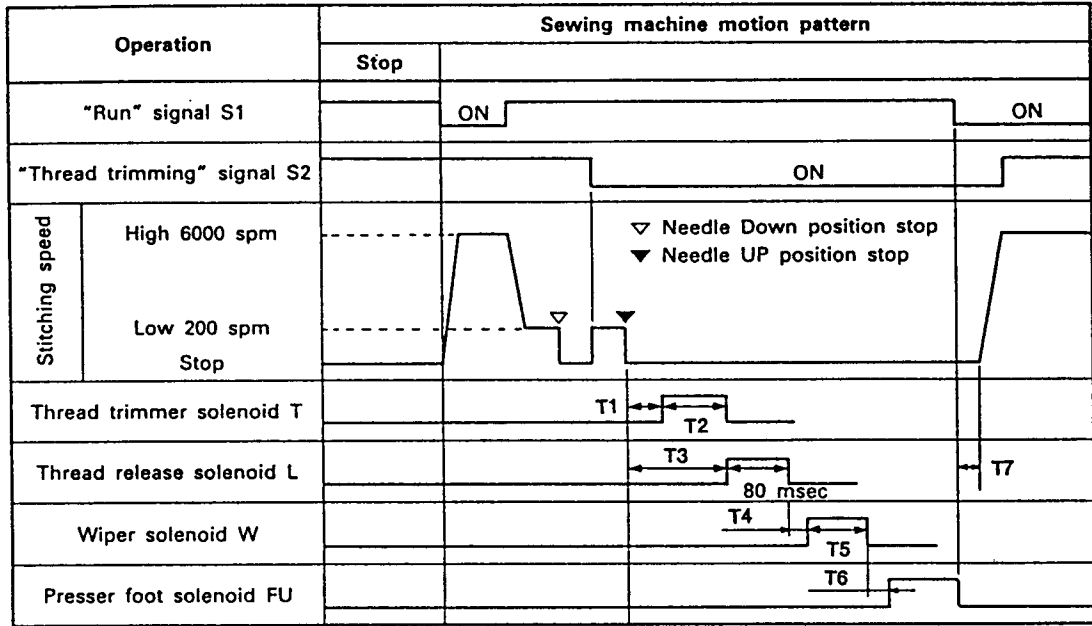 Operation
Sewing machine motion pattern
Stop
"Run" signal S1
ON
ON
"Thread trimming" signal S2
ON
Stitching speed
High 6000 spm
Low 200 spm
Stop
▽ Needle Down position stop
▼ Needle UP position stop
Thread trimmer solenoid T
T1
T2
Thread release solenoid L
T3
80 msec
T7
Wiper solenoid W
T4
T5
Presser foot solenoid FU
T6